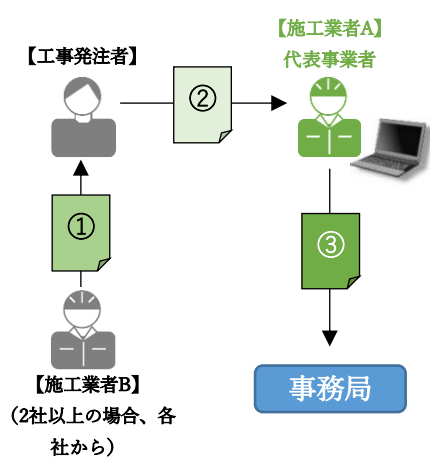 【施工業者A】
代表事業者
【工事発注者】
②
①
③
【施工業者B】
（2社以上の場合、各
社から）
事務局